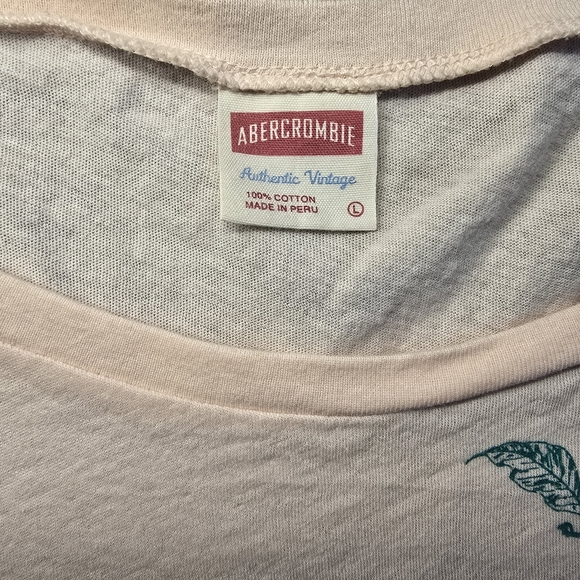 ABERCROMBIE
Authentic Vintage
100% COTTON
MADE IN PERU L